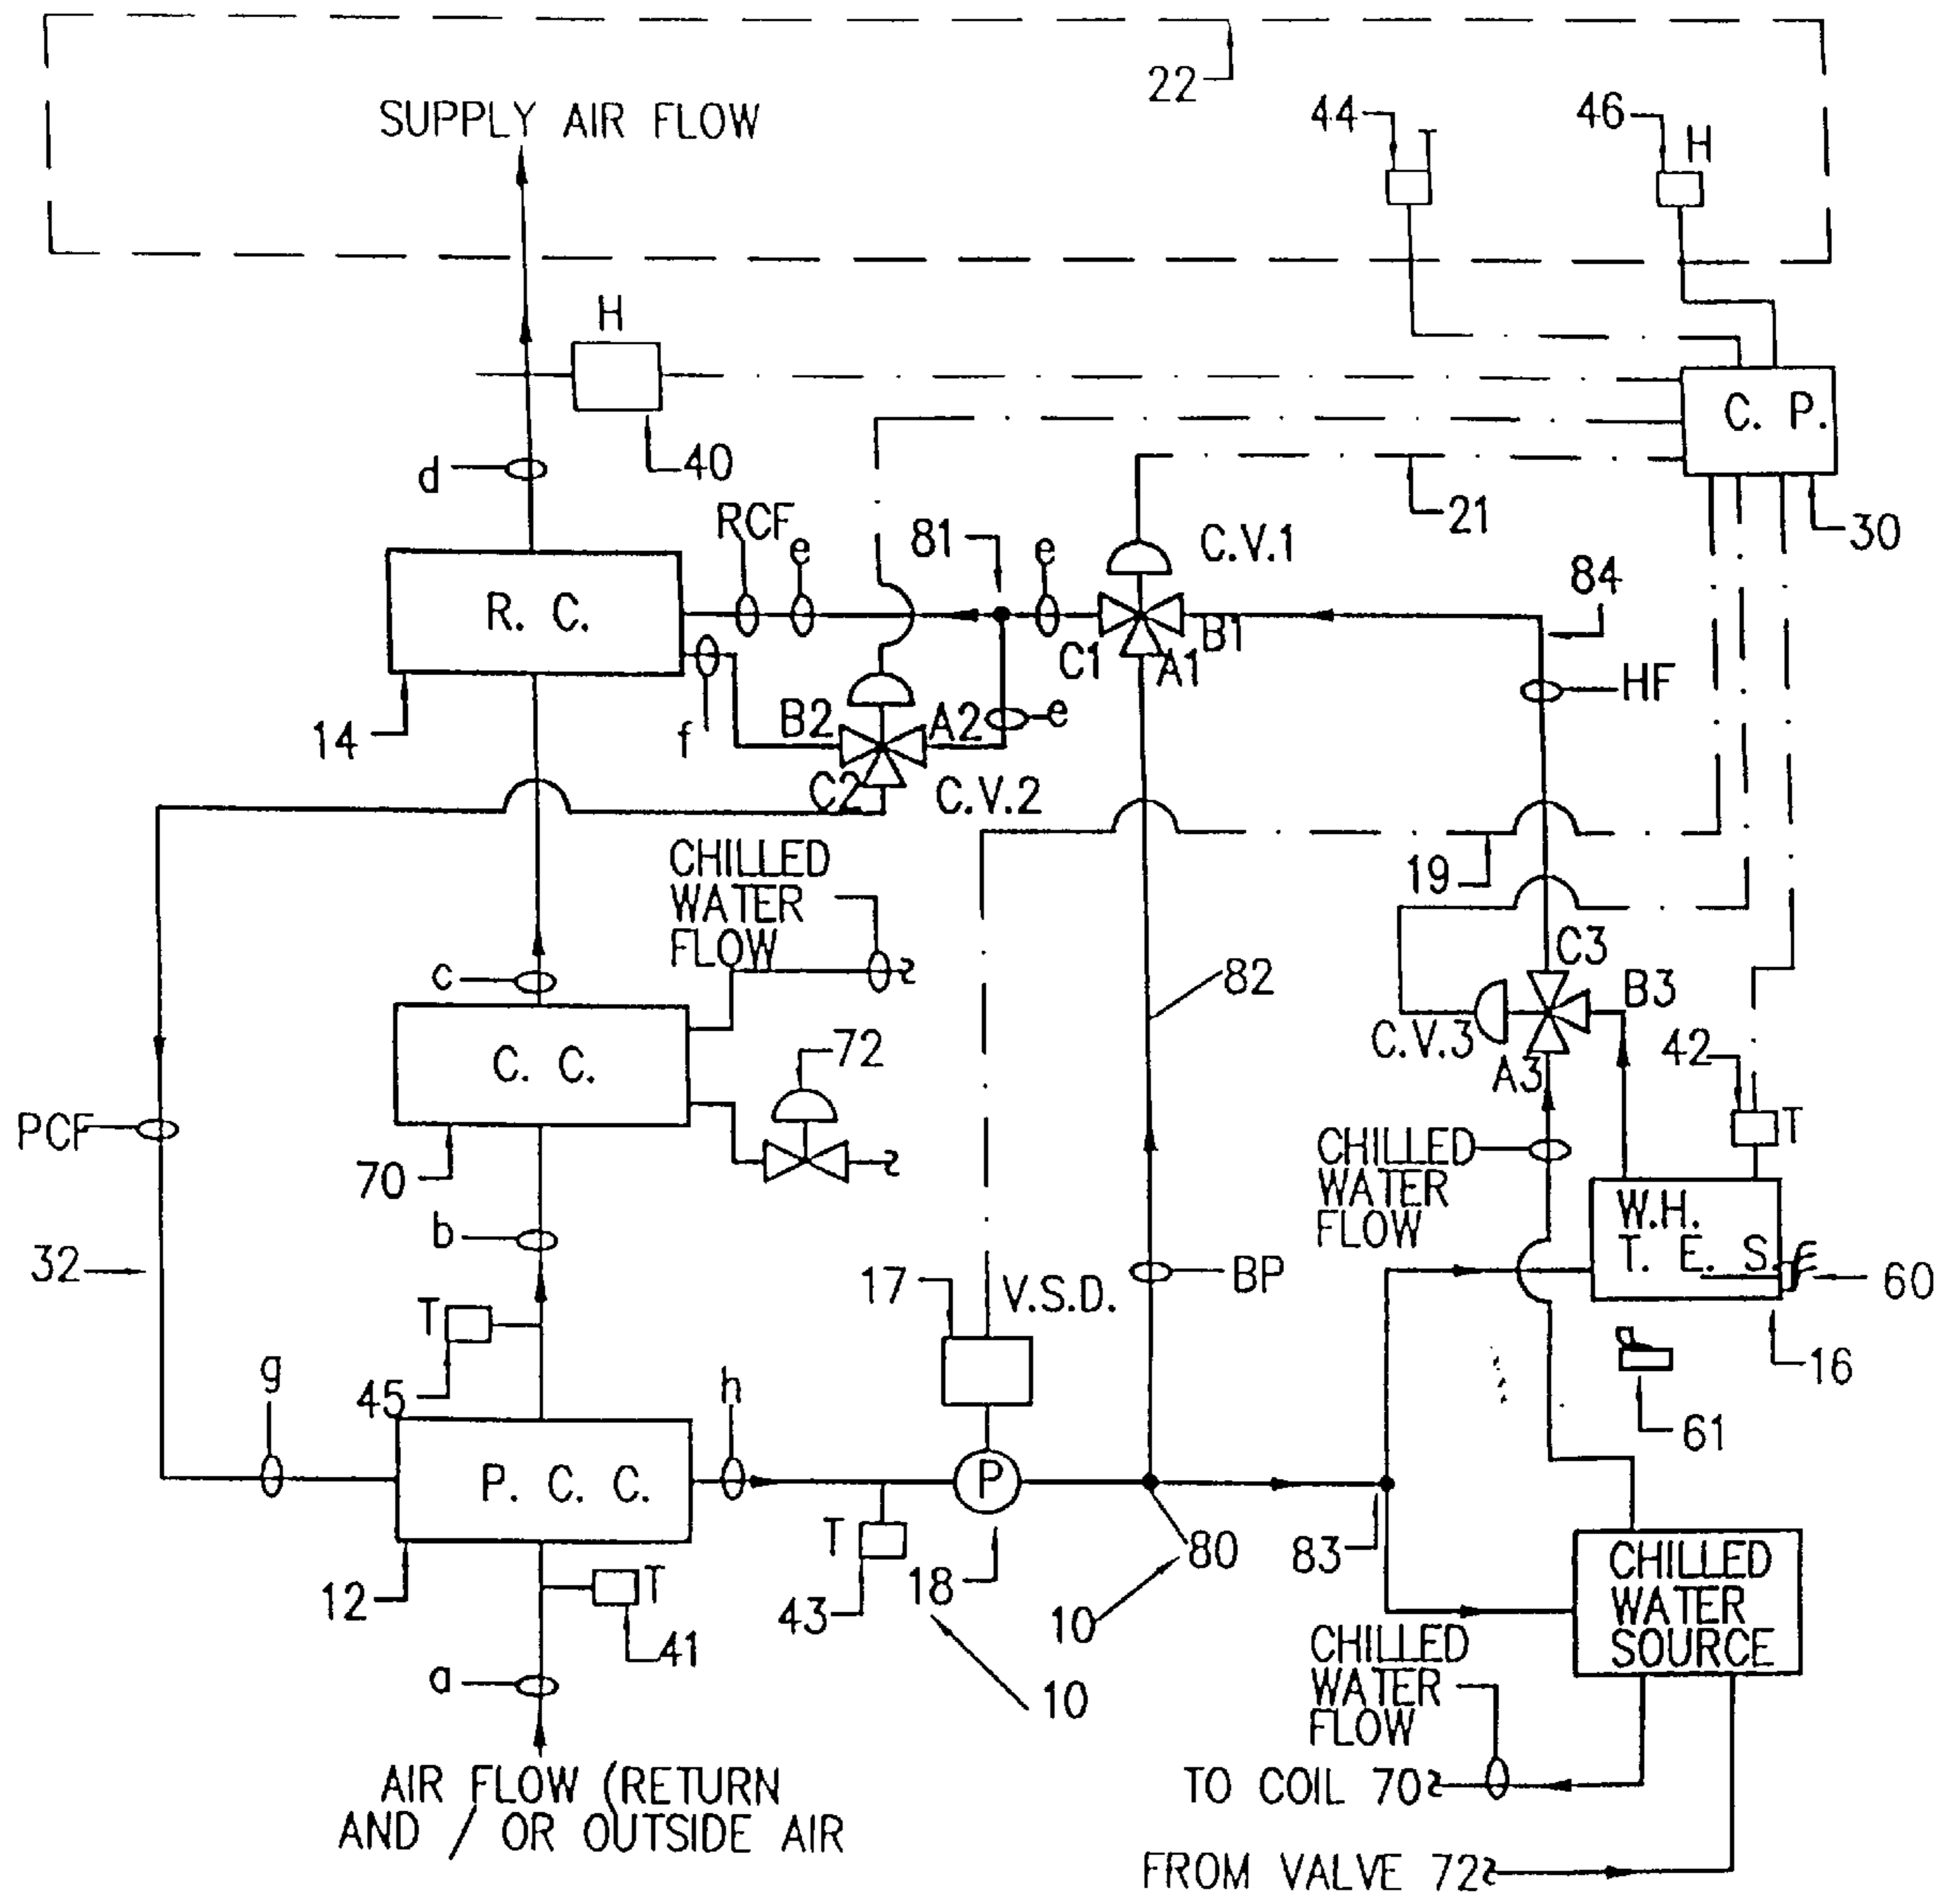 22
SUPPLY AIR FLOW
44
T
46
H
H
40
d
C. P.
30
21
RCF
e
81
e
C.V.1
84
R. C.
C1
A1
B1
HF
14
f
B2
A2
e
C2
C.V.2
CHILLED
WATER
FLOW
19
c
82
C3
B3
C.V.3
A3
42
T
C. C.
72
PCF
70
CHILLED
WATER
FLOW
W.H.
T. E. S.
60
b
32
17
V.S.D.
BP
T
45
16
61
g
h
P. C. C.
P
12
T
43
18
80
10
83
T
41
10
a
CHILLED
WATER
SOURCE
CHILLED
WATER
FLOW
AIR FLOW (RETURN
AND / OR OUTSIDE AIR
TO COIL 70
FROM VALVE 72